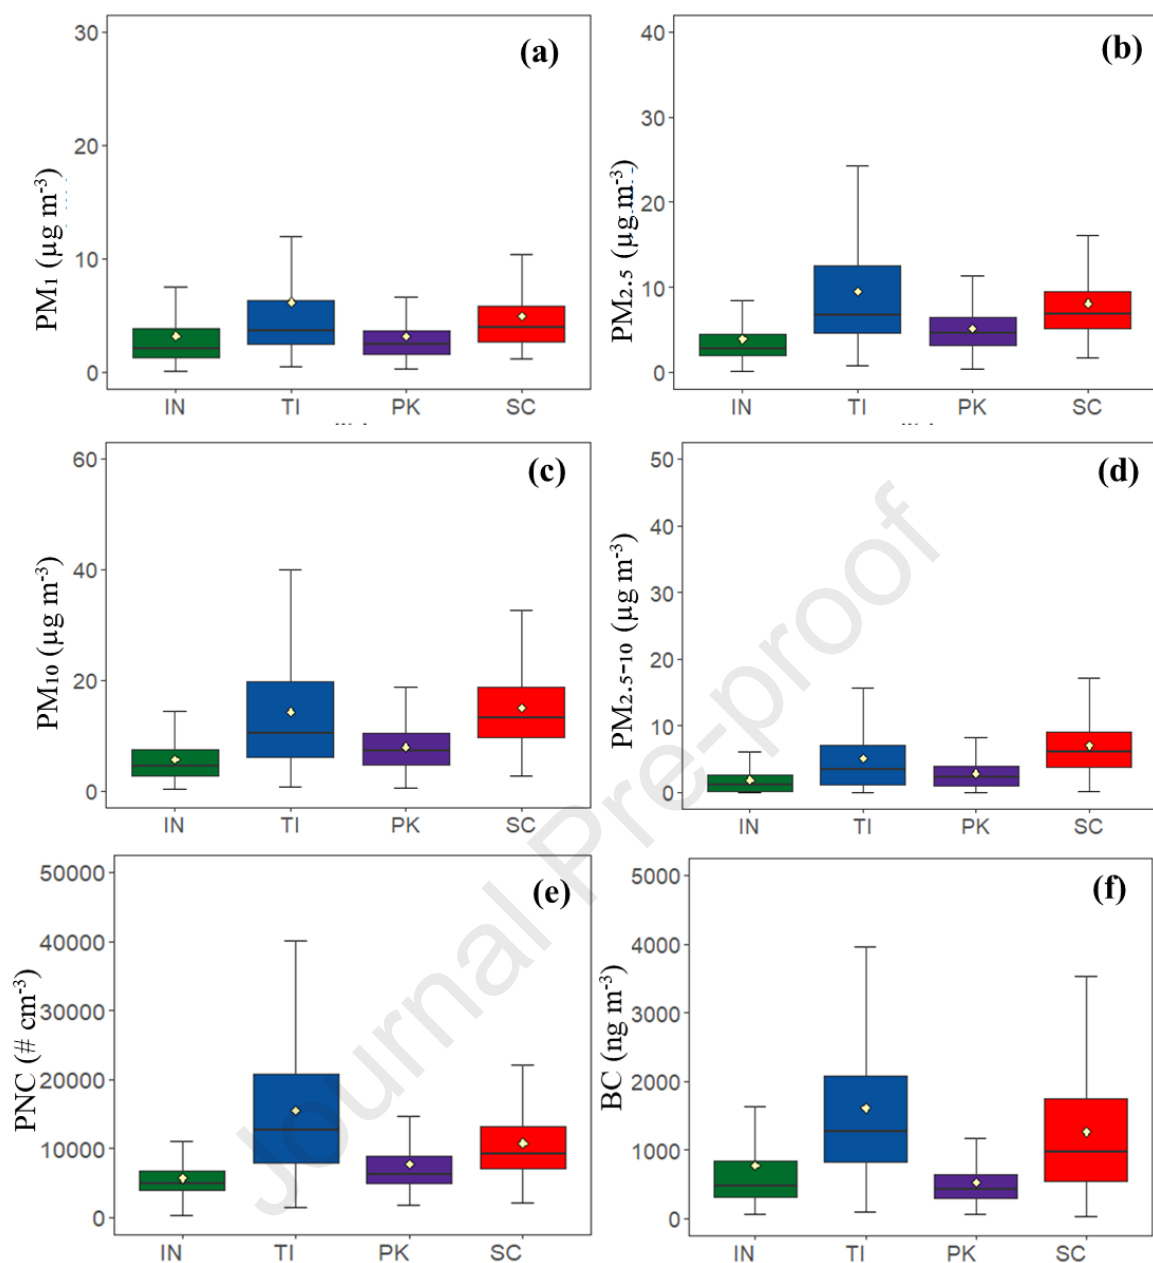 (a)
PM₁ (µg m⁻³)
30
20
10
0
IN TI PK SC
(b)
PM₂.₅ (µg m⁻³)
40
30
20
10
0
IN TI PK SC
(c)
PM₁₀ (µg m⁻³)
60
40
20
0
IN TI PK SC
(d)
PM₂.₅-₁₀ (µg m⁻³)
50
40
30
20
10
0
IN TI PK SC
(e)
PNC (# cm⁻³)
50000
40000
30000
20000
10000
0
IN TI PK SC
(f)
BC (ng m⁻³)
5000
4000
3000
2000
1000
0
IN TI PK SC
Journal Pre-proof